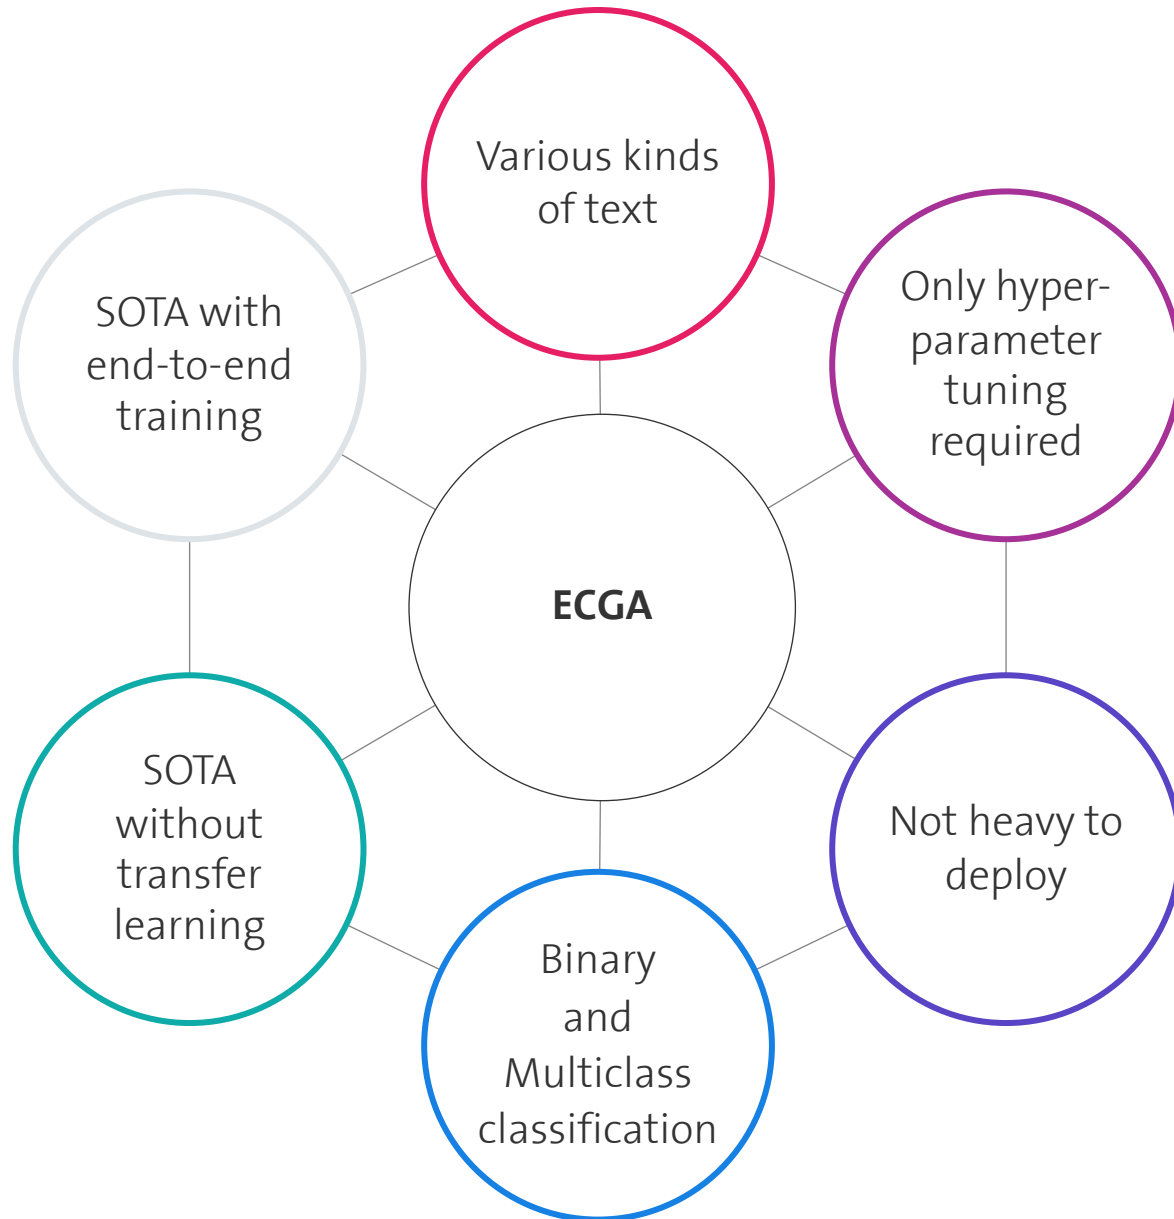 Various kinds
of text
SOTA with
end-to-end
training
Only hyper-
parameter
tuning
required
ECGA
SOTA
without
transfer
learning
Not heavy to
deploy
Binary
and
Multiclass
classification